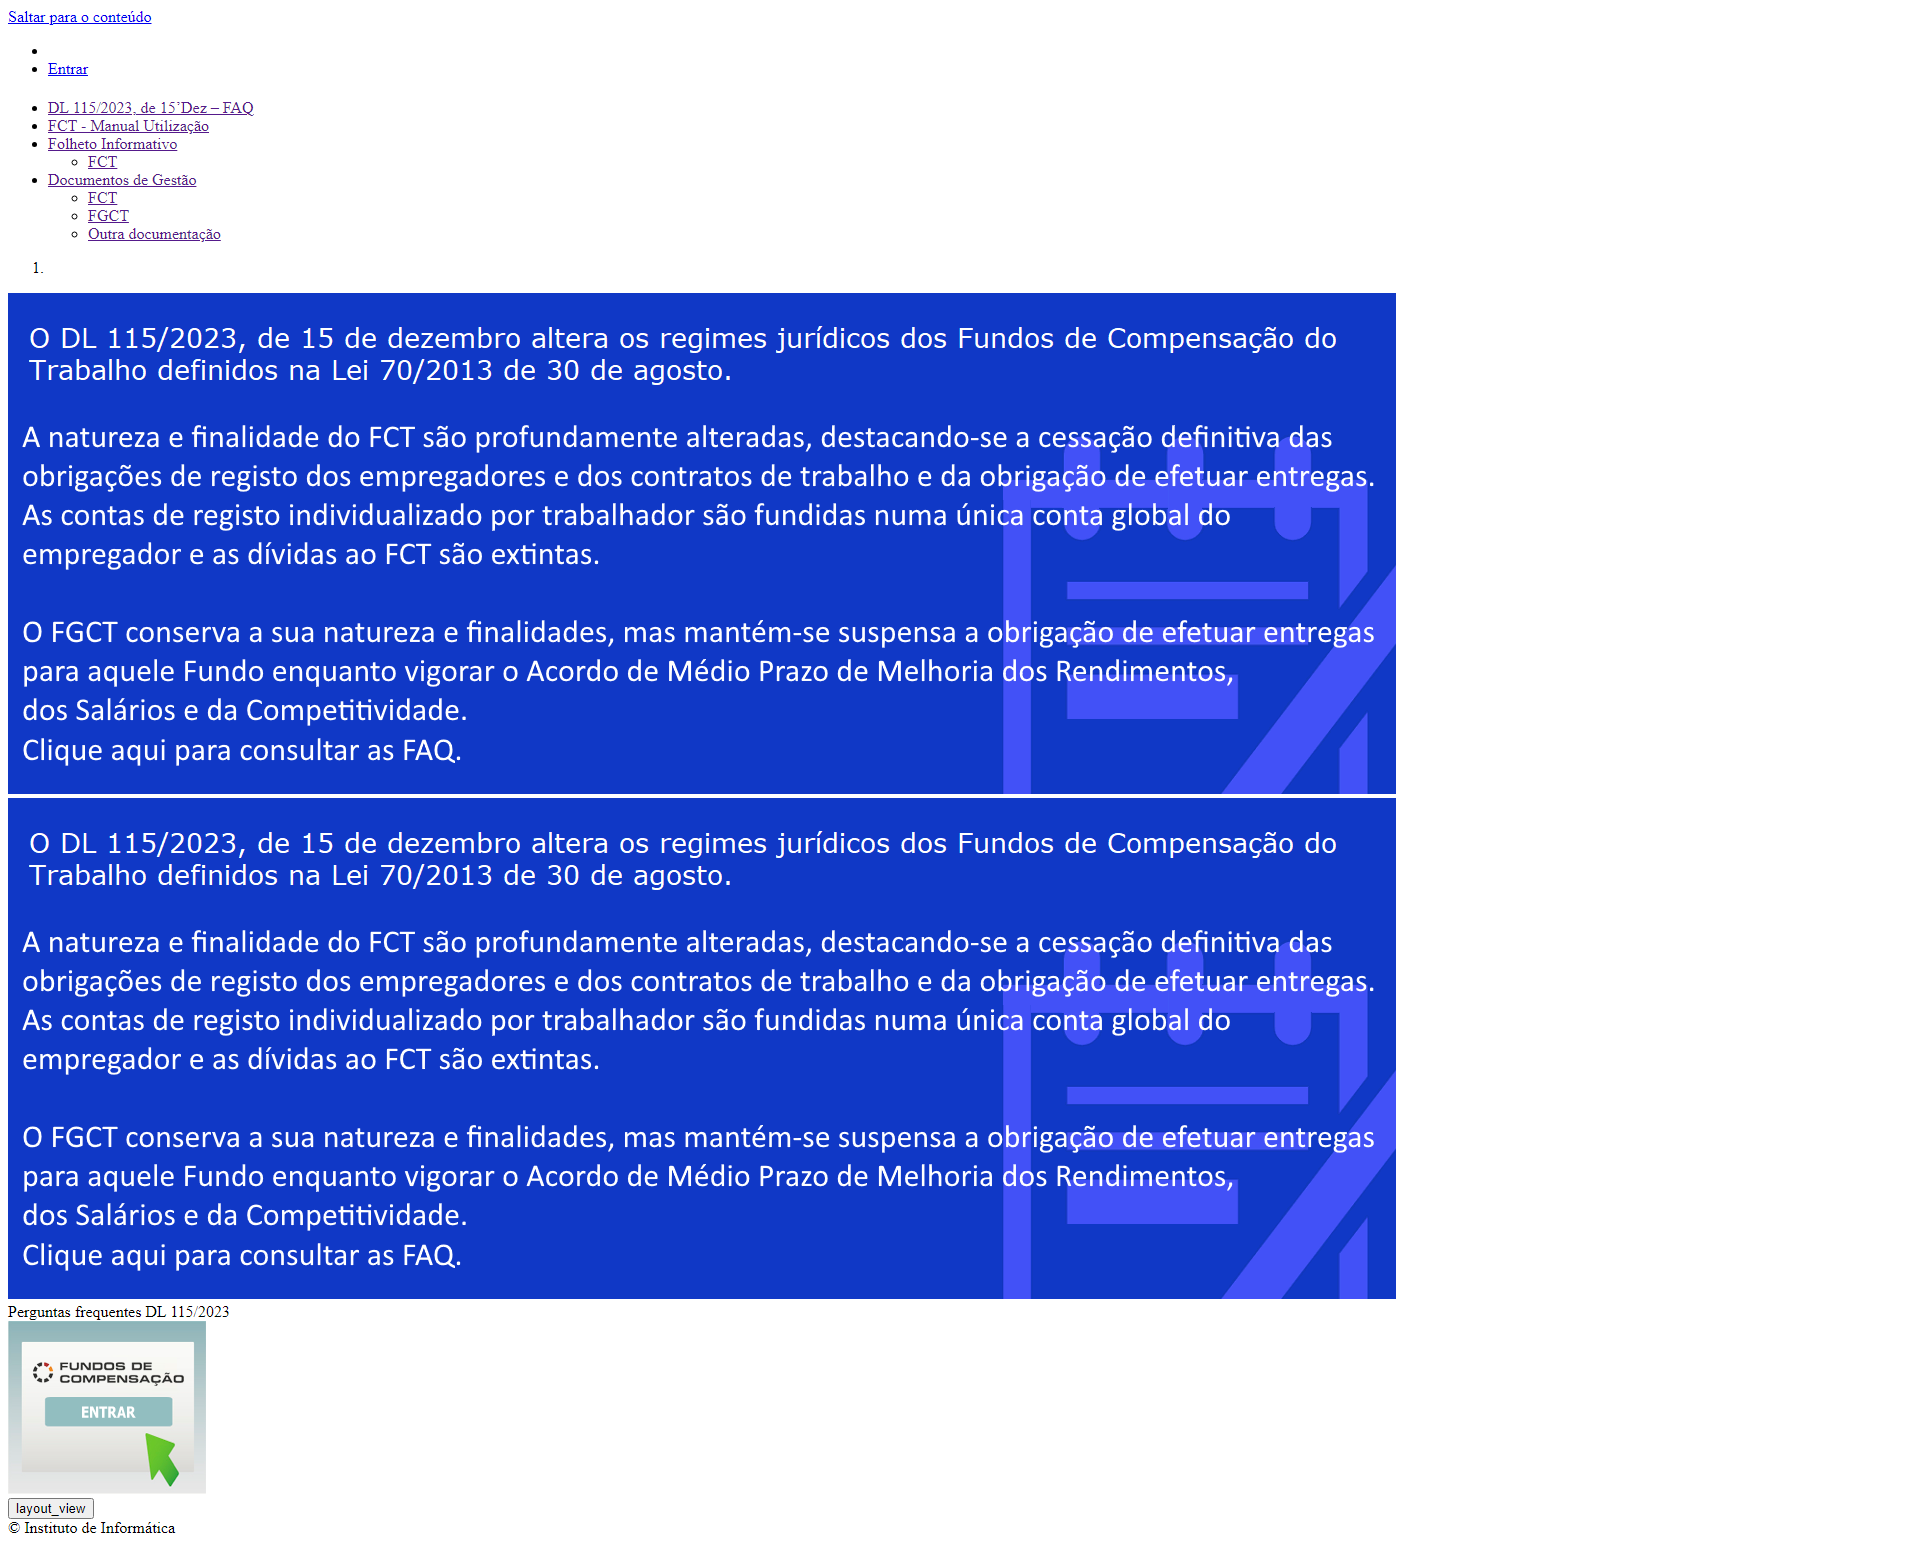 Saltar para o conteúdo
Entrar
DL 115/2023, de 15’Dez – FAQ
FCT - Manual Utilização
Folheto Informativo
FCT
Documentos de Gestão
FCT
FGCT
Outra documentação
1.
O DL 115/2023, de 15 de dezembro altera os regimes jurídicos dos Fundos de Compensação do
Trabalho definidos na Lei 70/2013 de 30 de agosto.
A natureza e finalidade do FCT são profundamente alteradas, destacando-se a cessação definitiva das
obrigações de registo dos empregadores e dos contratos de trabalho e da obrigação de efetuar entregas.
As contas de registo individualizado por trabalhador são fundidas numa única conta global do
empregador e as dívidas ao FCT são extintas.
O FGCT conserva a sua natureza e finalidades, mas mantém-se suspensa a obrigação de efetuar entregas
para aquele Fundo enquanto vigorar o Acordo de Médio Prazo de Melhoria dos Rendimentos,
dos Salários e da Competitividade.
Clique aqui para consultar as FAQ.
O DL 115/2023, de 15 de dezembro altera os regimes jurídicos dos Fundos de Compensação do
Trabalho definidos na Lei 70/2013 de 30 de agosto.
A natureza e finalidade do FCT são profundamente alteradas, destacando-se a cessação definitiva das
obrigações de registo dos empregadores e dos contratos de trabalho e da obrigação de efetuar entregas.
As contas de registo individualizado por trabalhador são fundidas numa única conta global do
empregador e as dívidas ao FCT são extintas.
O FGCT conserva a sua natureza e finalidades, mas mantém-se suspensa a obrigação de efetuar entregas
para aquele Fundo enquanto vigorar o Acordo de Médio Prazo de Melhoria dos Rendimentos,
dos Salários e da Competitividade.
Clique aqui para consultar as FAQ.
Perguntas frequentes DL 115/2023
FUNDOS DE
COMPENSAÇÃO
ENTRAR
layout_view
© Instituto de Informática